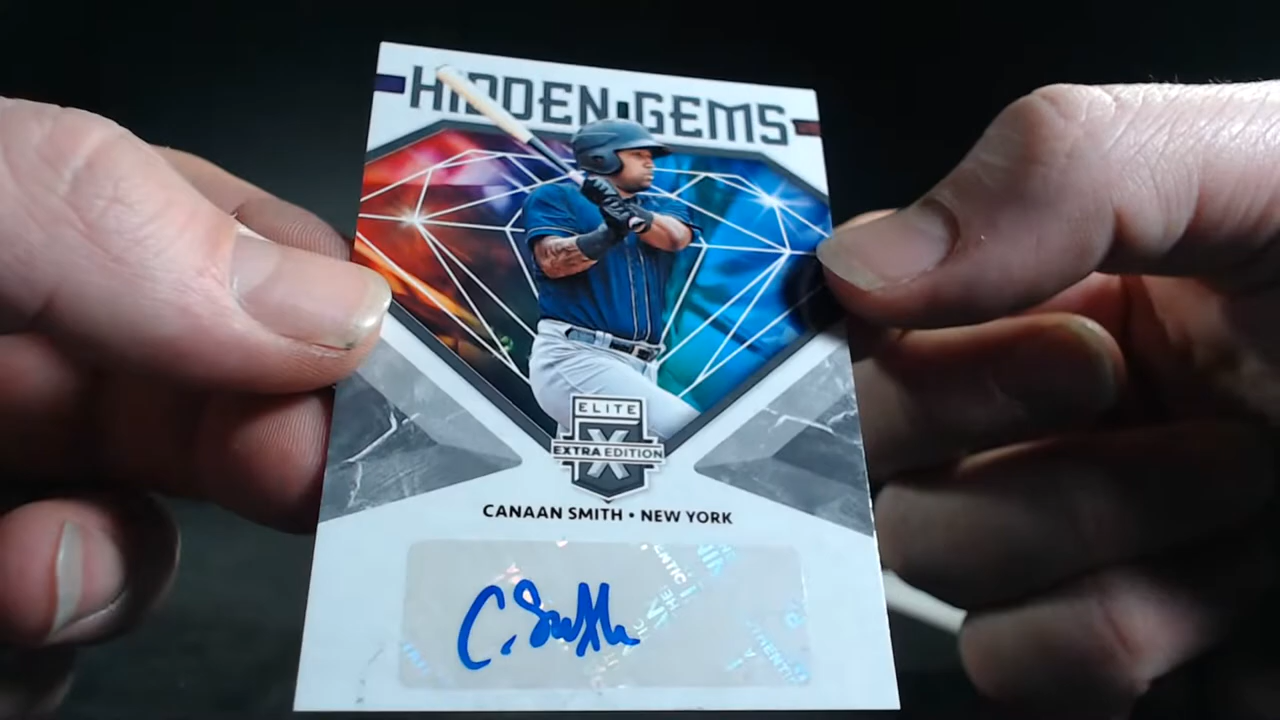 HIDDEN GEMS
ELITE
X
EXTRA EDITION
CANAAN SMITH • NEW YORK
C. Smith